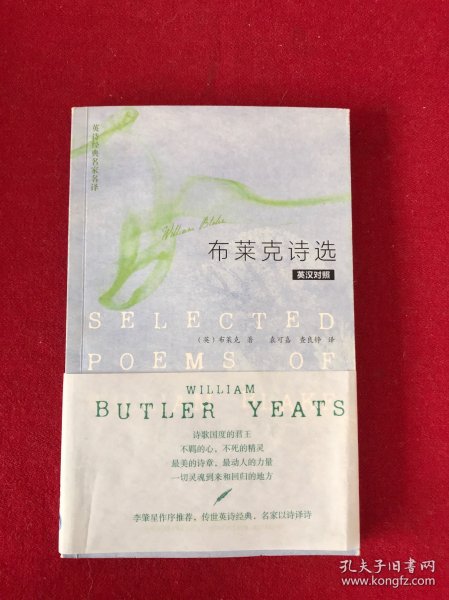 英诗经典名家名译
William Blake
布莱克诗选
英汉对照
SELECTED
POEMS OF
(英)布莱克 著 袁可嘉 查良铮 译
WILLIAM
BUTLER YEATS
诗歌国度的君王
不羁的心,不死的精灵
最美的诗章,最动人的力量
一切灵魂到来和回归的地方
李肇星作序推荐,传世英诗经典,名家以诗译诗
孔夫子旧书网
www.kongfz.com